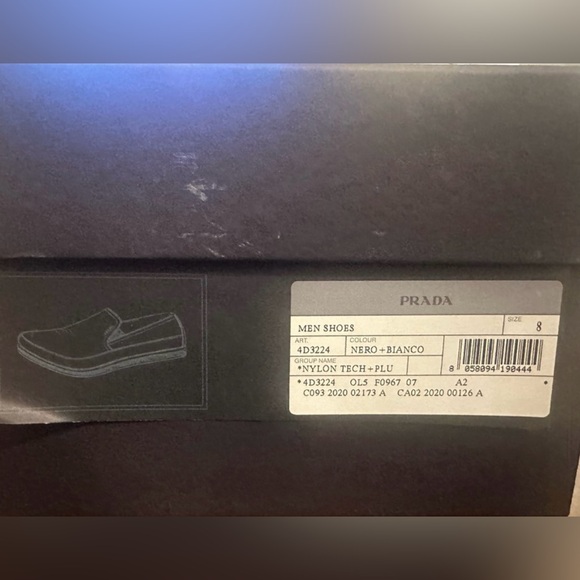 PRADA
MEN SHOES
SIZE 8
ART. 4D3224
COLOUR NERO+BIANCO
GROUP NAME
*NYLON TECH+PLU
8 058094 190444
*4D3224 OL5 F0967 07 A2 *
C093 2020 02173 A CA02 2020 00126 A